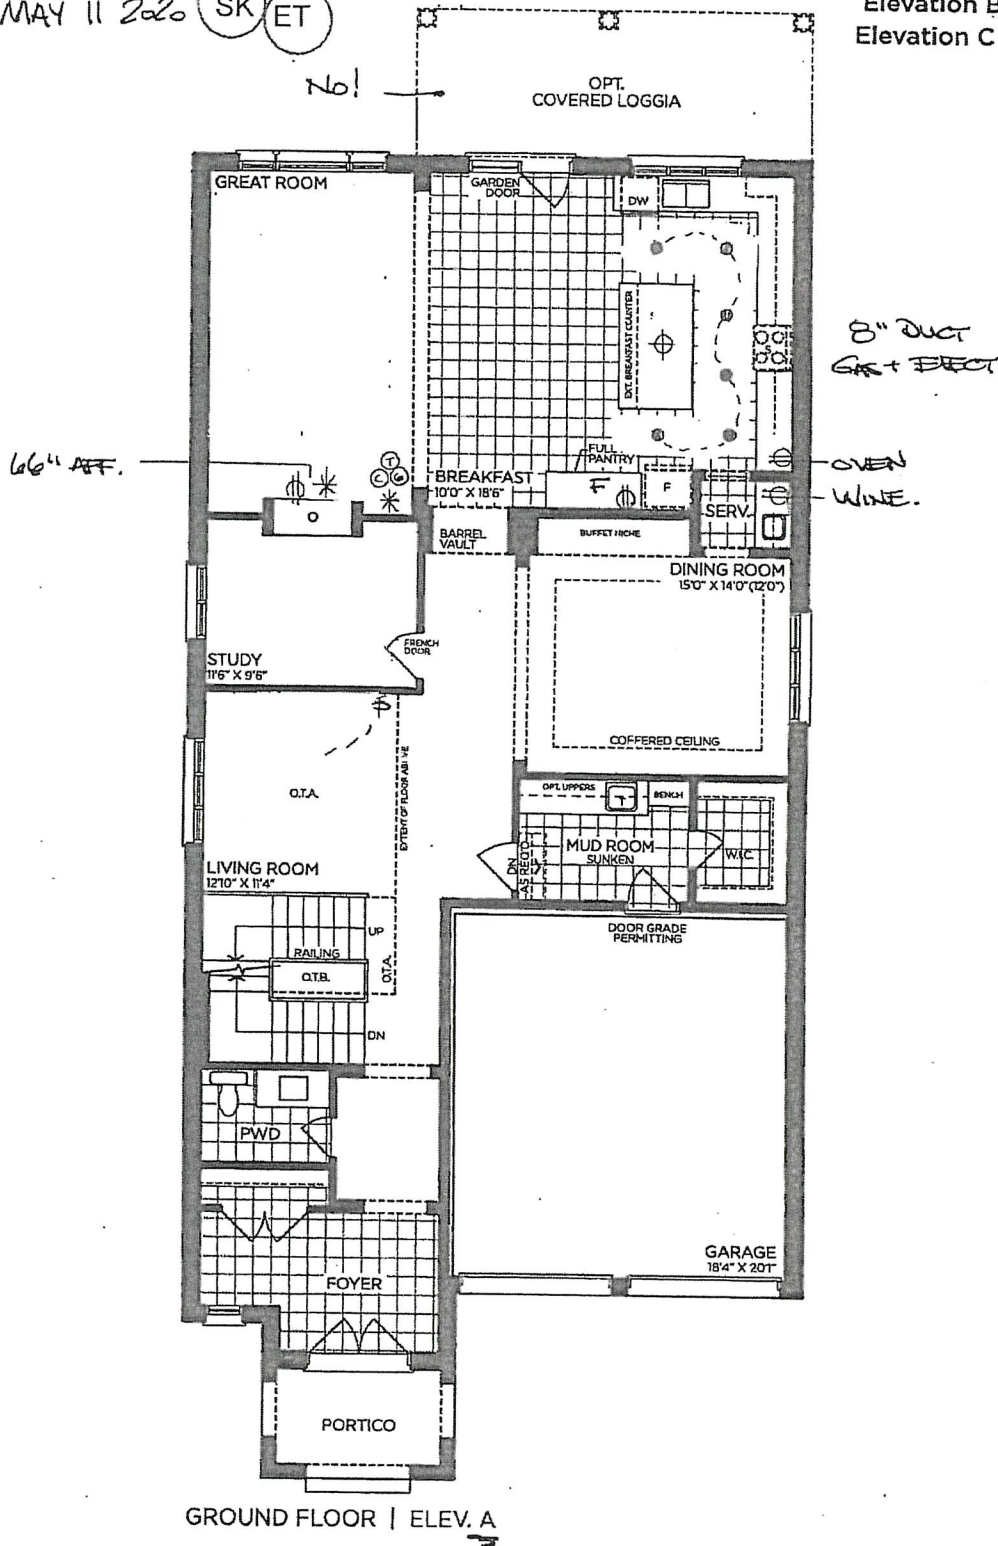 MAY 11 2020
SK
ET
Elevation B
Elevation C
No!
OPT.
COVERED LOGGIA
GREAT ROOM
GARDEN
DOOR
DW
EXT. BREAKFAST COUNTER
S
8" DUCT
GAS + ELECT
66" AFF.
T
C
G
FULL
PANTRY
BREAKFAST
10'0" X 18'6"
F
F
OVEN
WINE.
SERV.
BARREL
VAULT
BUFFET NICHE
DINING ROOM
15'0" X 14'0"(12'0")
FRENCH
DOOR
STUDY
11'6" X 9'6"
COFFERED CEILING
EXTENT OF FLOOR ABOVE
O.T.A.
OPT. UPPERS
T
BENCH
MUD ROOM
SUNKEN
W.I.C.
DN
AS REQ'D
LIVING ROOM
12'10" X 11'4"
UP
RAILING
O.T.B.
O.T.A.
DN
DOOR GRADE
PERMITTING
PWD
GARAGE
18'4" X 20'1"
FOYER
PORTICO
GROUND FLOOR | ELEV. A